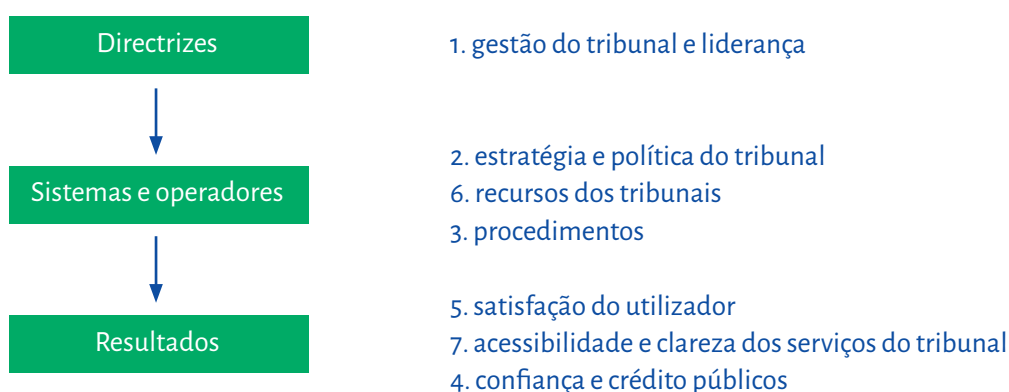 Directrizes
1. gestão do tribunal e liderança
2. estratégia e política do tribunal
Sistemas e operadores
6. recursos dos tribunais
3. procedimentos
5. satisfação do utilizador
Resultados
7. acessibilidade e clareza dos serviços do tribunal
4. confiança e crédito públicos